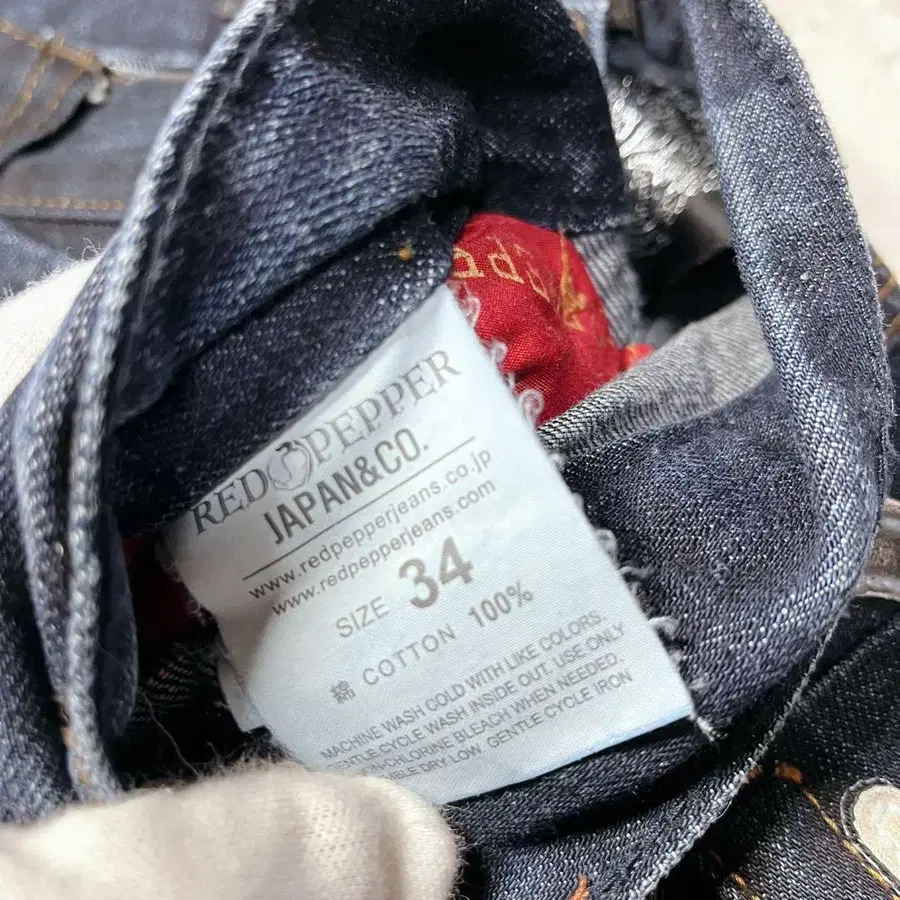 RED PEPPER
JAPAN&CO.
www.redpepperjeans.co.jp
www.redpepperjeans.com
SIZE 34
綿 COTTON 100%
MACHINE WASH COLD WITH LIKE COLORS.
GENTLE CYCLE WASH INSIDE OUT. USE ONLY
CHLORINE BLEACH WHEN NEEDED.
DRY LOW. GENTLE CYCLE IRON